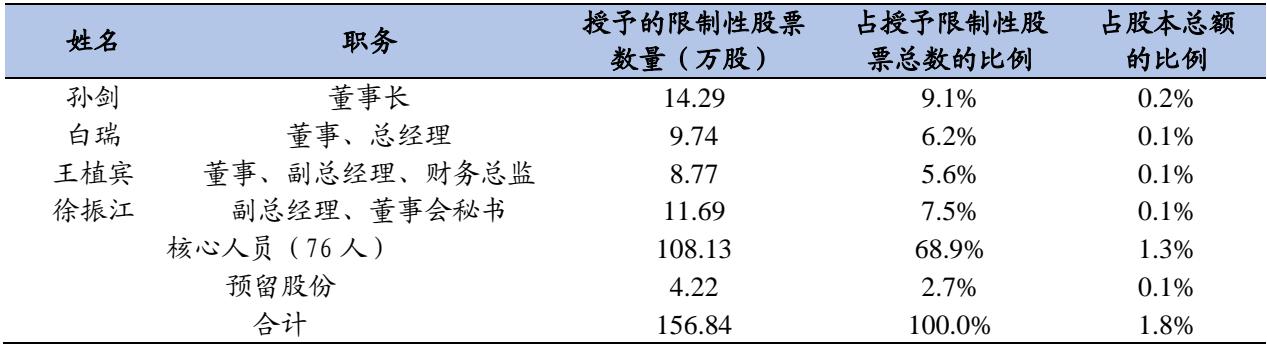 姓名 职务 授予的限制性股票数量（万股） 占授予限制性股票总数的比例 占股本总额的比例
孙剑 董事长 14.29 9.1% 0.2%
白瑞 董事、总经理 9.74 6.2% 0.1%
王植宾 董事、副总经理、财务总监 8.77 5.6% 0.1%
徐振江 副总经理、董事会秘书 11.69 7.5% 0.1%
核心人员（76人） 108.13 68.9% 1.3%
预留股份 4.22 2.7% 0.1%
合计 156.84 100.0% 1.8%